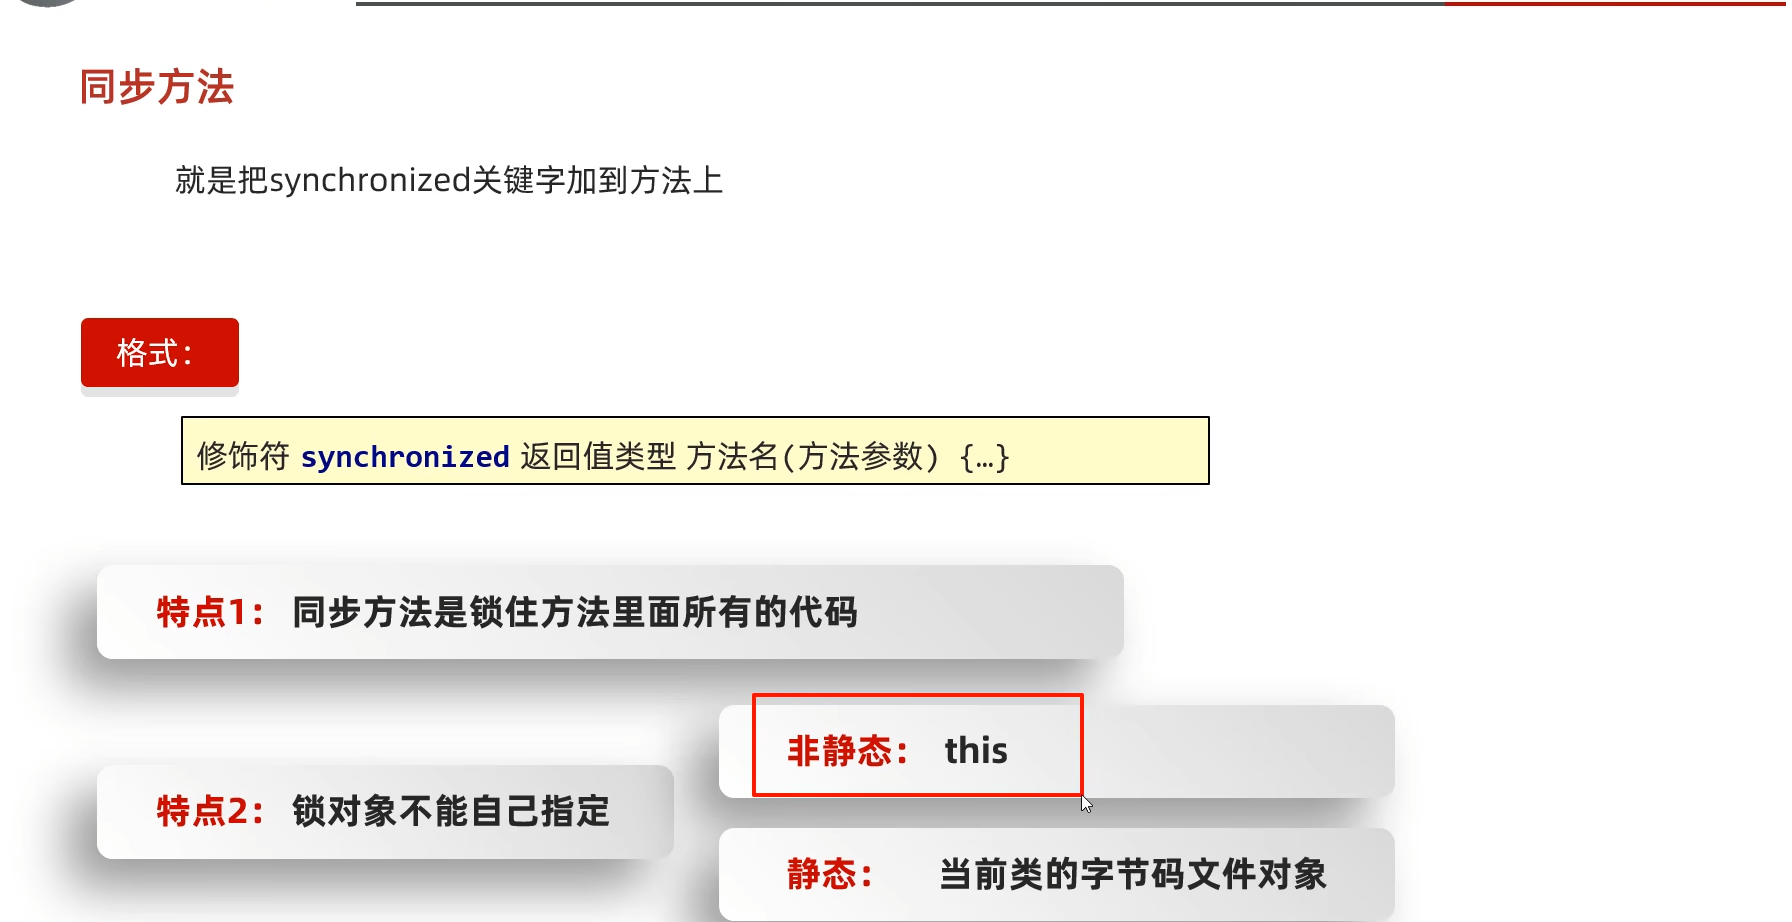 同步方法
就是把synchronized关键字加到方法上
格式：
修饰符 synchronized 返回值类型 方法名(方法参数) {…}
特点1： 同步方法是锁住方法里面所有的代码
特点2： 锁对象不能自己指定
非静态： this
静态： 当前类的字节码文件对象